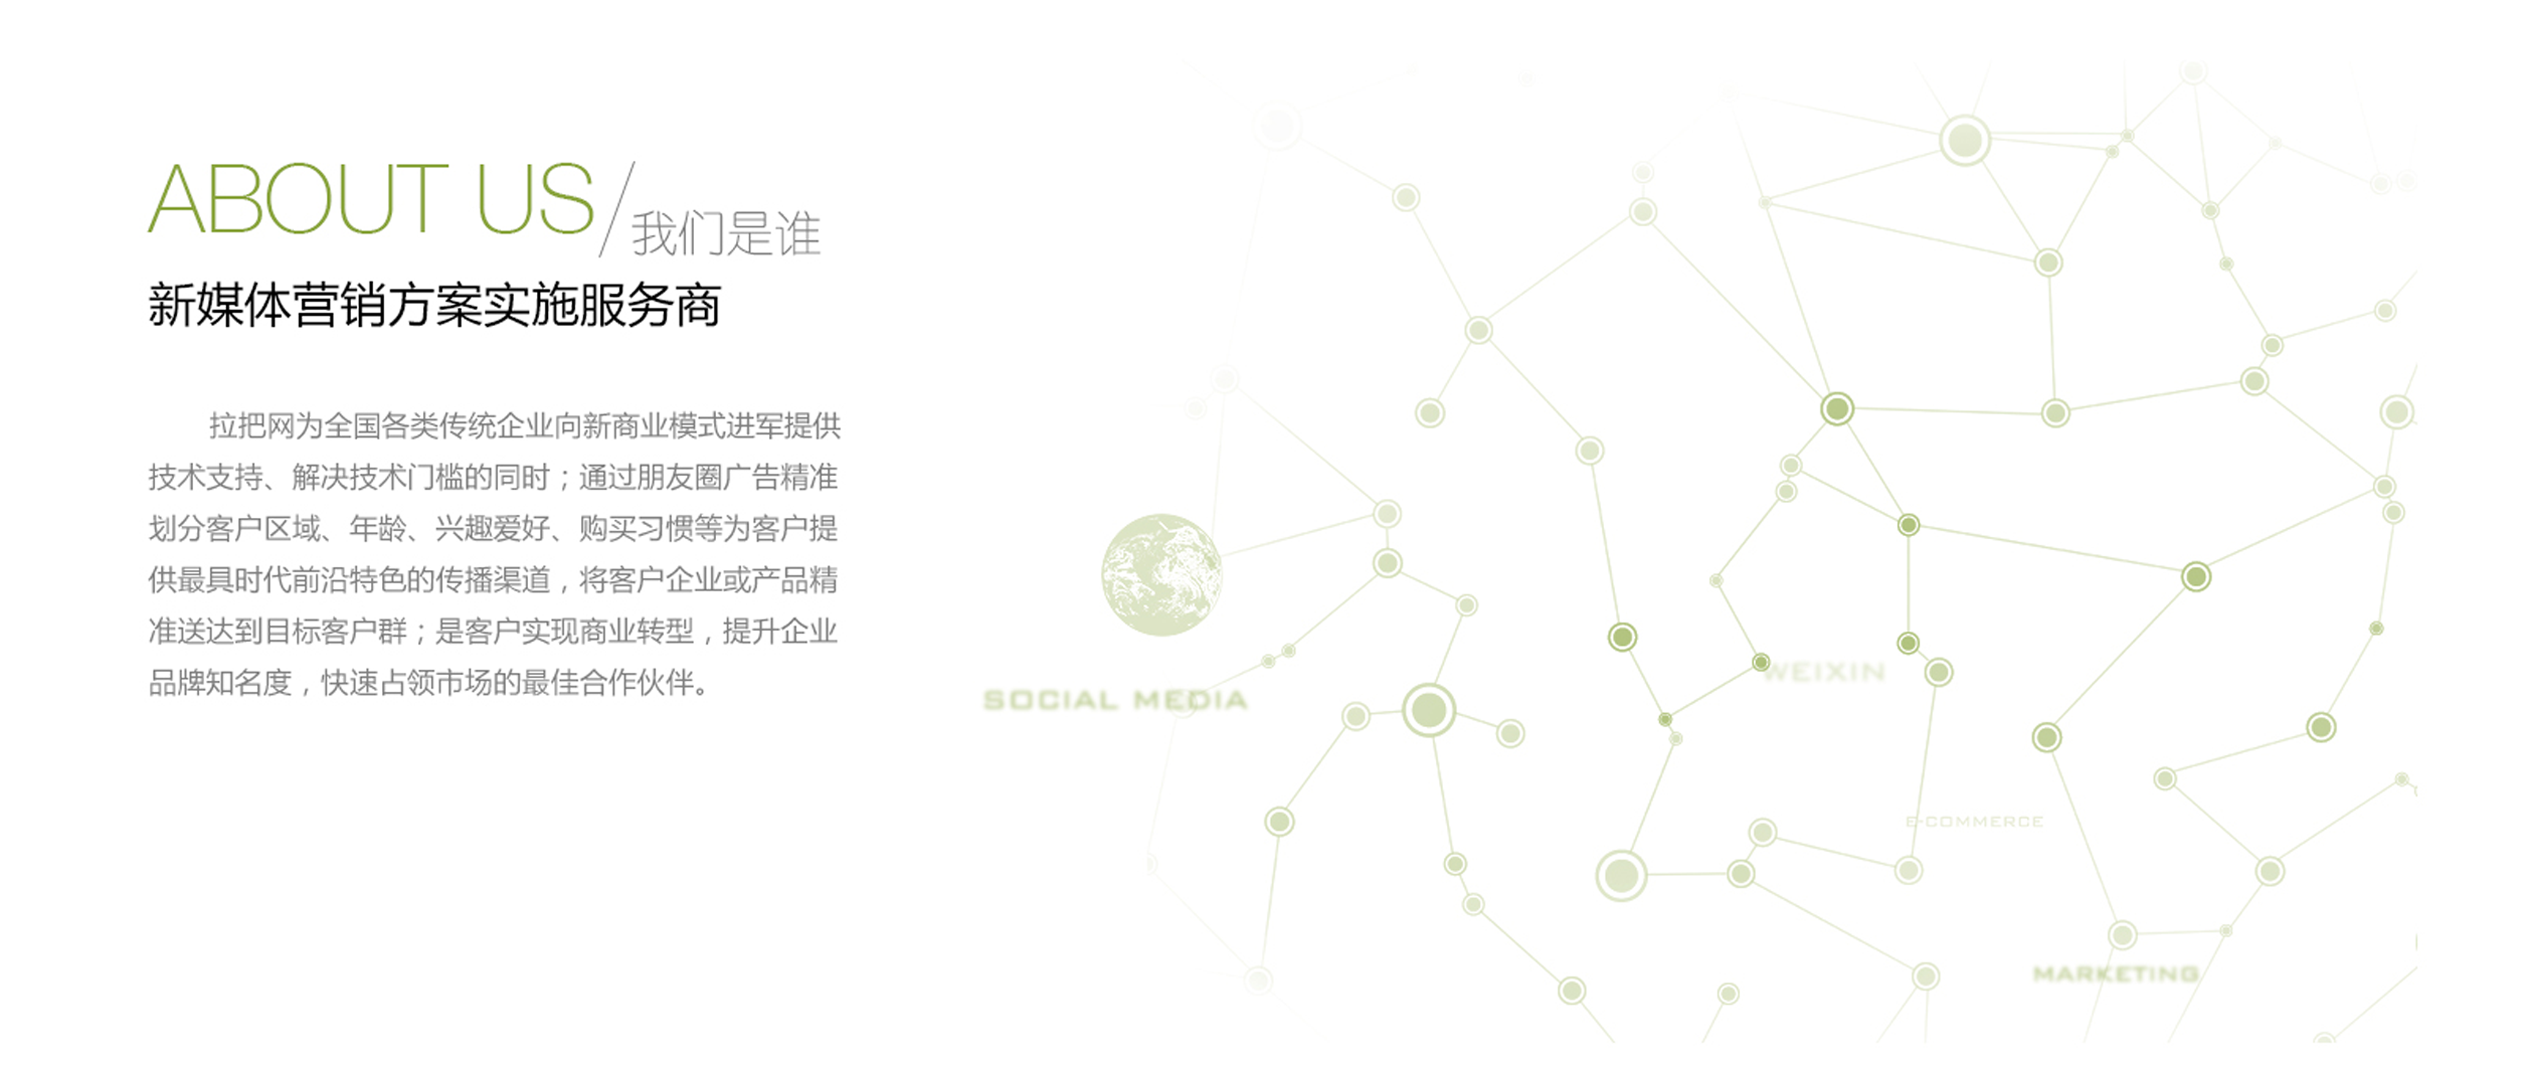 ABOUT US/我们是谁
新媒体营销方案实施服务商
拉把网为全国各类传统企业向新商业模式进军提供
技术支持、解决技术门槛的同时；通过朋友圈广告精准
划分客户区域、年龄、兴趣爱好、购买习惯等为客户提
供最具时代前沿特色的传播渠道，将客户企业或产品精
准送达到目标客户群；是客户实现商业转型，提升企业
品牌知名度，快速占领市场的最佳合作伙伴。
SOCIAL MEDIA
WEIXIN
E-COMMERCE
MARKETING